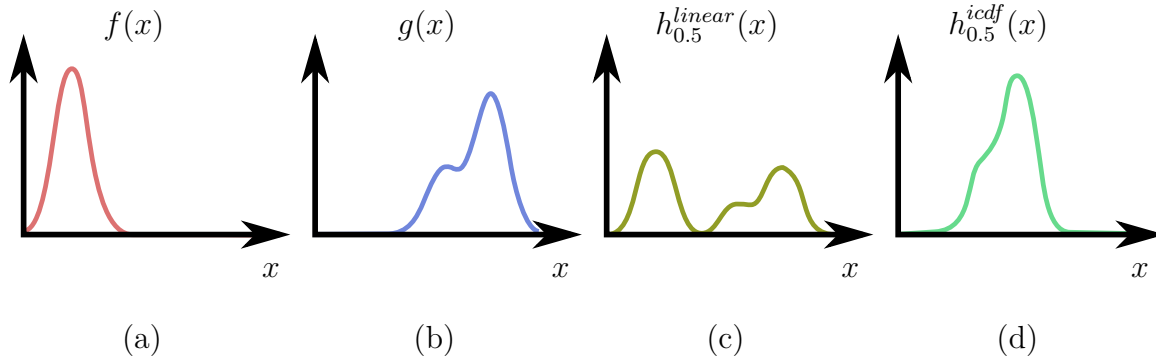 f(x) g(x) h_{0.5}^{linear}(x) h_{0.5}^{icdf}(x)
x x x x
(a) (b) (c) (d)